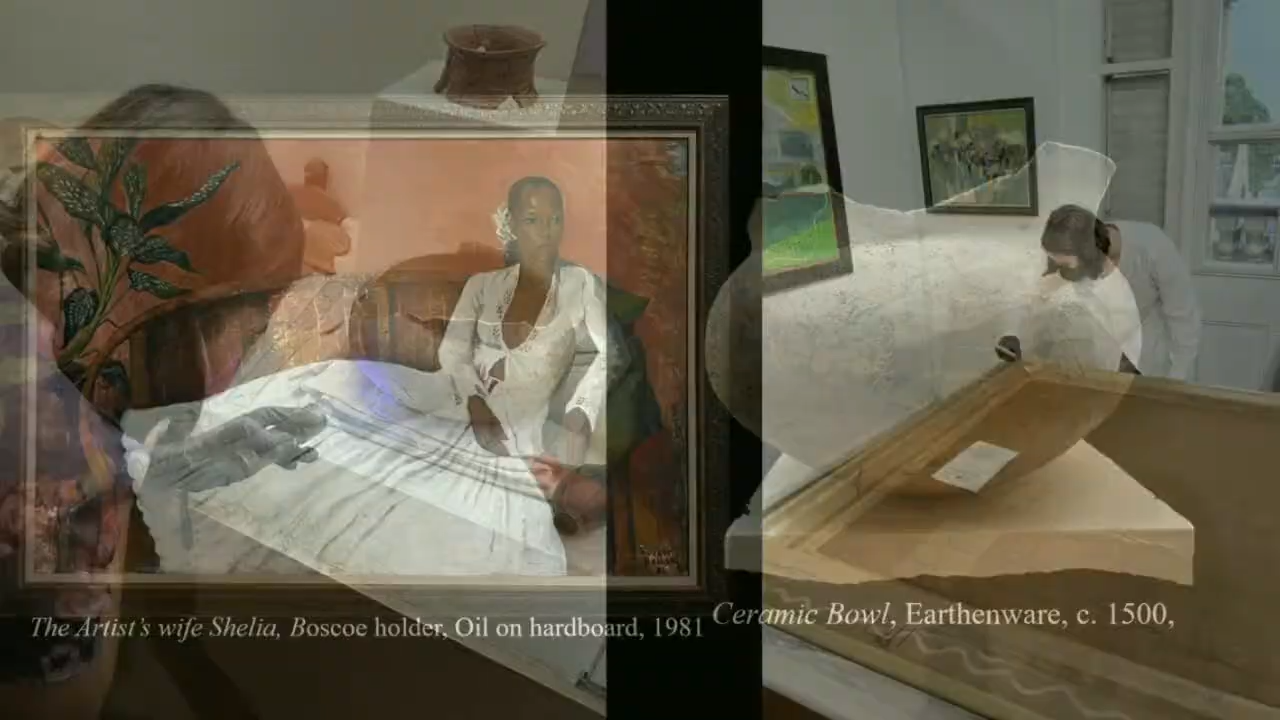 The Artist's wife Shelia, Boscoe holder, Oil on hardboard, 1981
Ceramic Bowl, Earthenware, c. 1500,